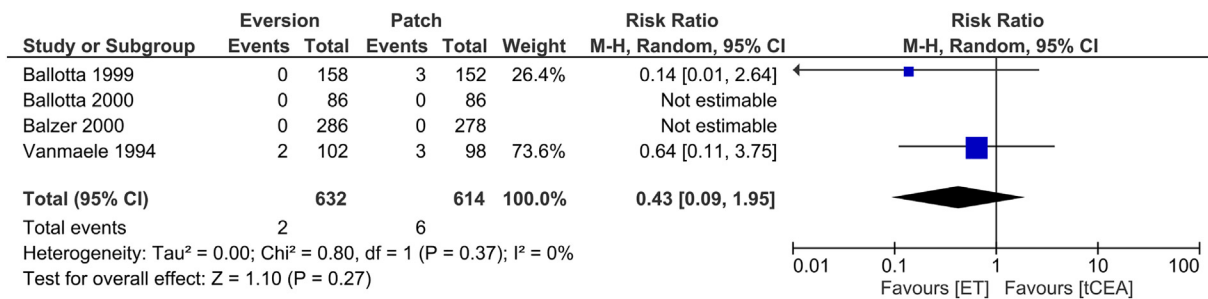 Eversion Patch Risk Ratio Risk Ratio
Study or Subgroup Events Total Events Total Weight M-H, Random, 95% CI M-H, Random, 95% CI
Ballotta 1999 0 158 3 152 26.4% 0.14 [0.01, 2.64]
Ballotta 2000 0 86 0 86 Not estimable
Balzer 2000 0 286 0 278 Not estimable
Vanmaele 1994 2 102 3 98 73.6% 0.64 [0.11, 3.75]
Total (95% CI) 632 614 100.0% 0.43 [0.09, 1.95]
Total events 2 6
Heterogeneity: Tau² = 0.00; Chi² = 0.80, df = 1 (P = 0.37); I² = 0%
Test for overall effect: Z = 1.10 (P = 0.27)
0.01 0.1 1 10 100
Favours [ET] Favours [tCEA]